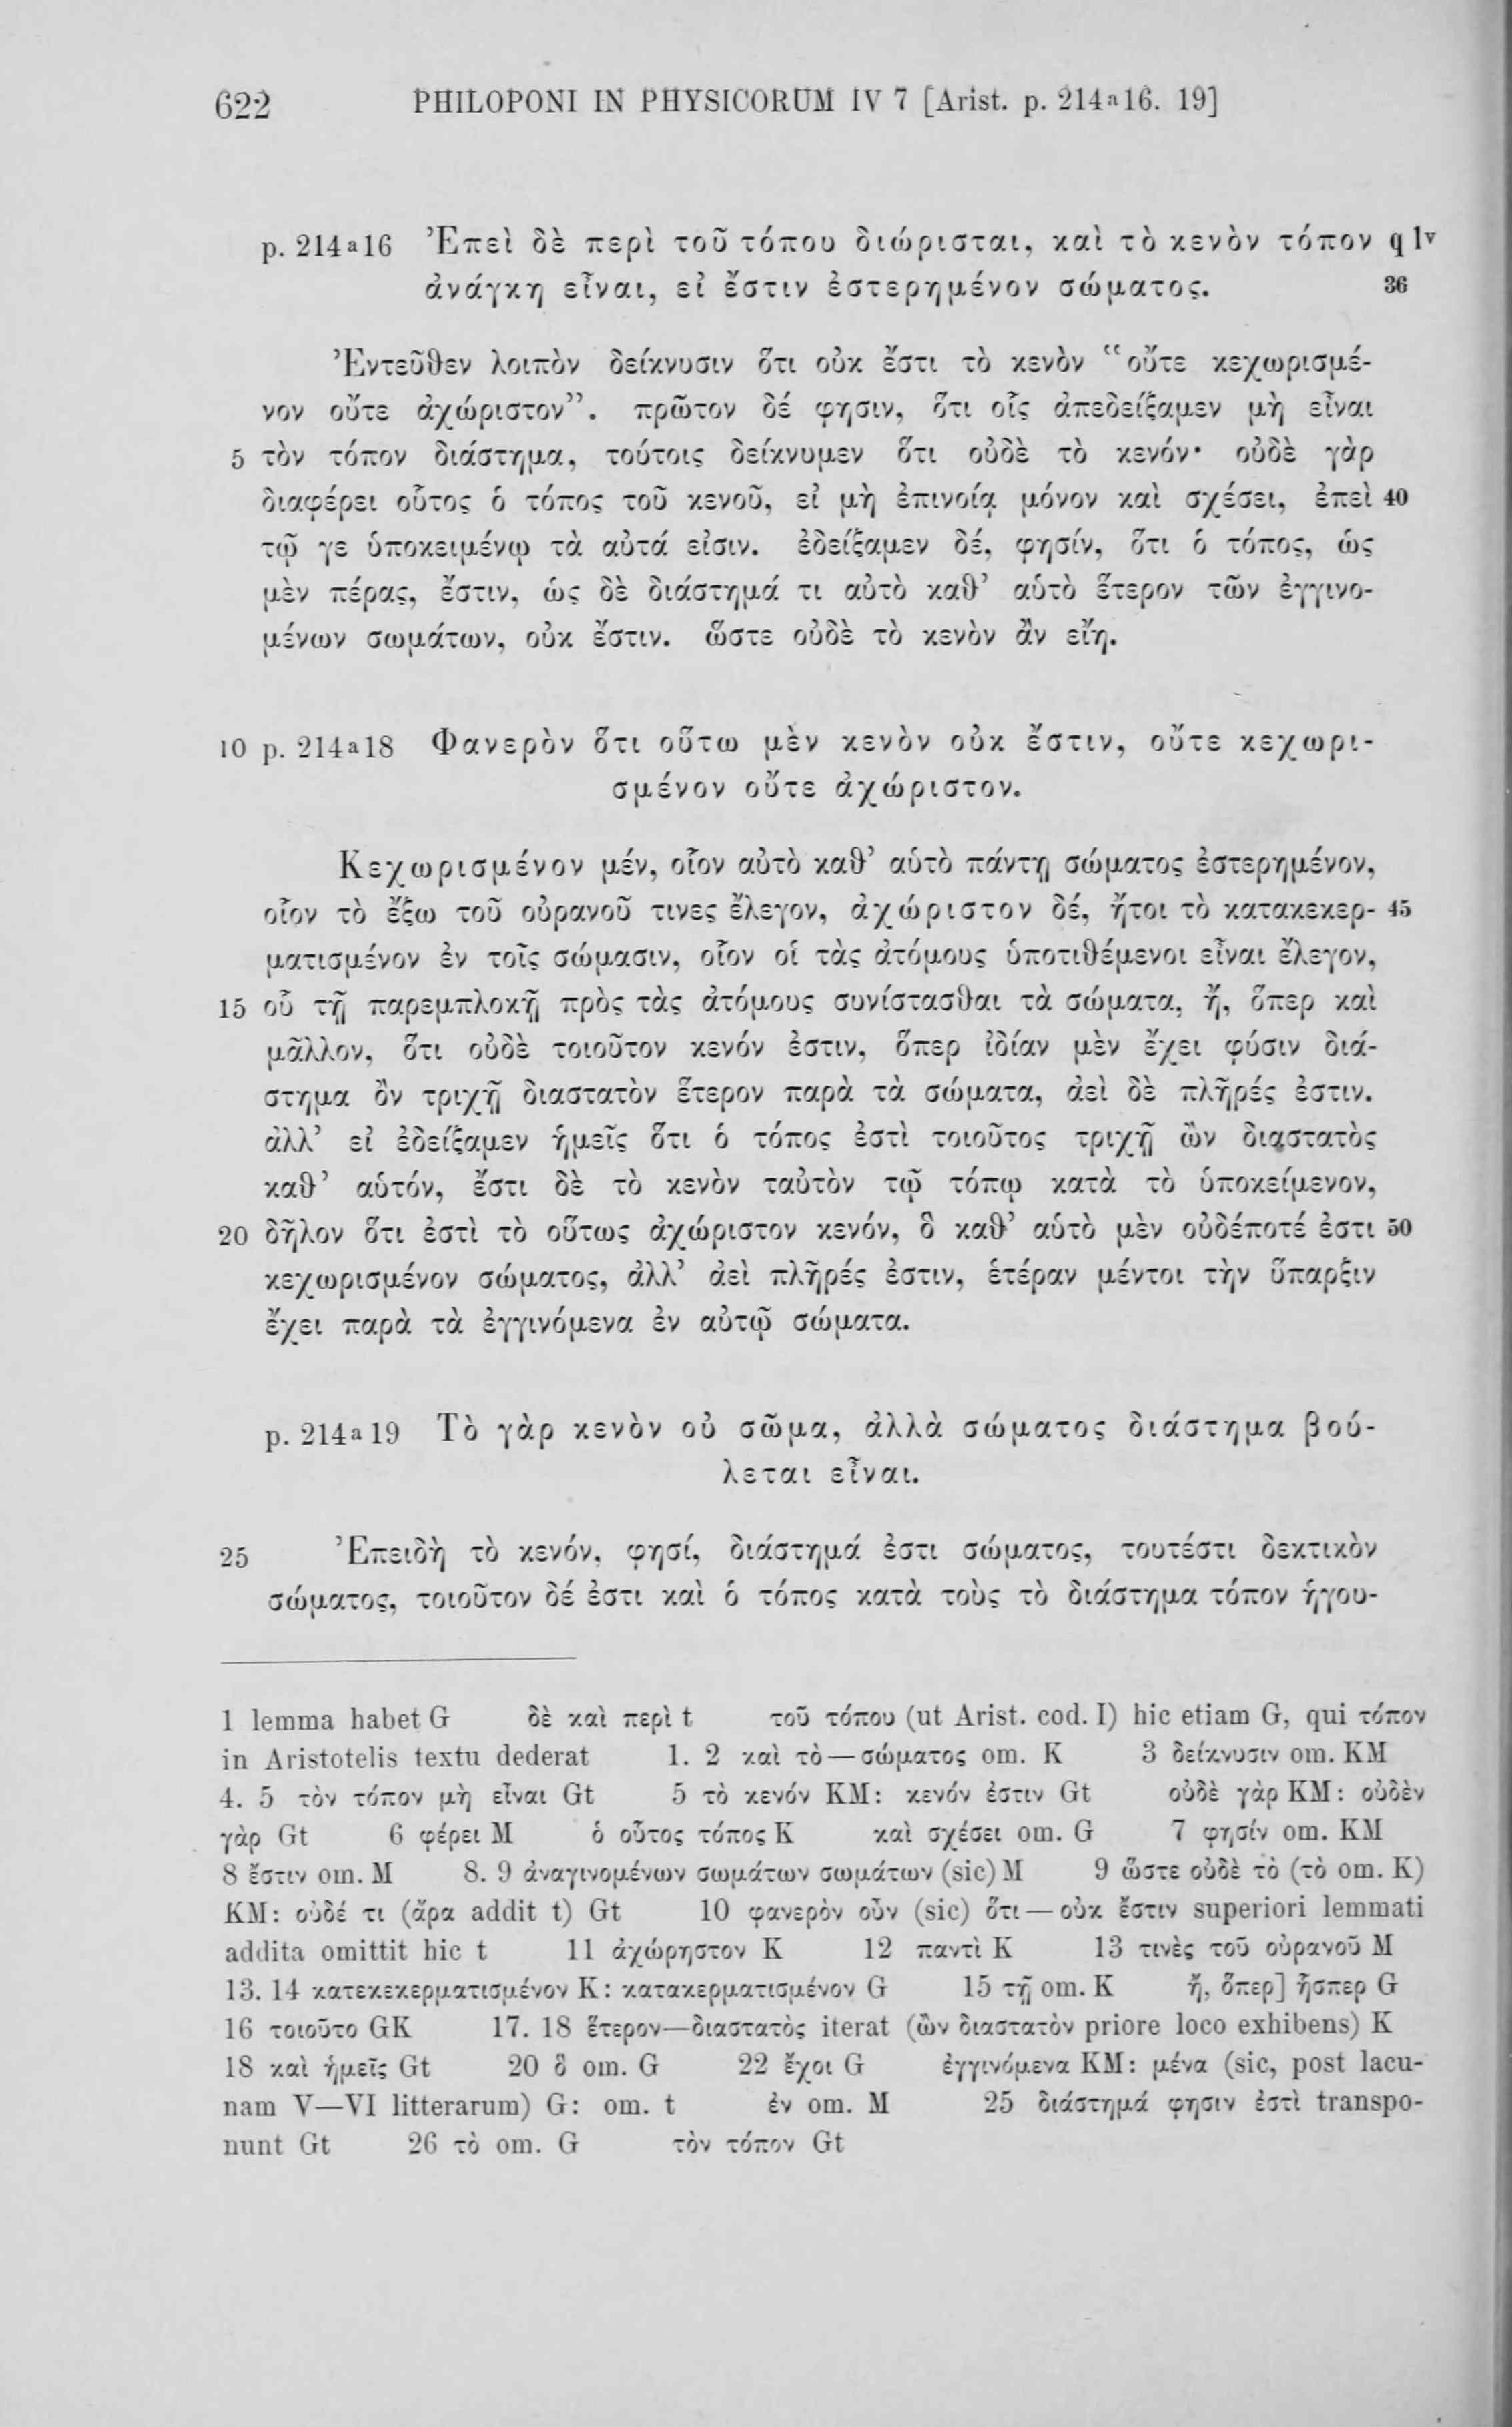 622 PHILOPONI IN PHYSICORUM IV 7 [Arist. p. 214ᵃ16. 19]
p. 214ᵃ16 Ἐπεὶ δὲ περὶ τοῦ τόπου διώρισται, καὶ τὸ κενὸν τόπον q lᵛ
ἀνάγκη εἶναι, εἰ ἔστιν ἐστερημένον σώματος. 36
Ἐντεῦθεν λοιπὸν δείκνυσιν ὅτι οὐκ ἔστι τὸ κενὸν “οὔτε κεχωρισμέ-
νον οὔτε ἀχώριστον”. πρῶτον δέ φησιν, ὅτι οἷς ἀπεδείξαμεν μὴ εἶναι
5 τὸν τόπον διάστημα, τούτοις δείκνυμεν ὅτι οὐδὲ τὸ κενόν· οὐδὲ γὰρ
διαφέρει οὗτος ὁ τόπος τοῦ κενοῦ, εἰ μὴ ἐπινοίᾳ μόνον καὶ σχέσει, ἐπεὶ 40
τῷ γε ὑποκειμένῳ τὰ αὐτά εἰσιν. ἐδείξαμεν δέ, φησίν, ὅτι ὁ τόπος, ὡς
μὲν πέρας, ἔστιν, ὡς δὲ διάστημά τι αὐτὸ καθ’ αὑτὸ ἕτερον τῶν ἐγγινο-
μένων σωμάτων, οὐκ ἔστιν. ὥστε οὐδὲ τὸ κενὸν ἂν εἴη.
10 p. 214ᵃ18 Φανερὸν ὅτι οὕτω μὲν κενὸν οὐκ ἔστιν, οὔτε κεχωρι-
σμένον οὔτε ἀχώριστον.
Κεχωρισμένον μέν, οἷον αὐτὸ καθ’ αὑτὸ πάντῃ σώματος ἐστερημένον,
οἷον τὸ ἔξω τοῦ οὐρανοῦ τινες ἔλεγον, ἀχώριστον δέ, ἤτοι τὸ κατακεκερ- 45
ματισμένον ἐν τοῖς σώμασιν, οἷον οἱ τὰς ἀτόμους ὑποτιθέμενοι εἶναι ἔλεγον,
15 οὗ τῇ παρεμπλοκῇ πρὸς τὰς ἀτόμους συνίστασθαι τὰ σώματα, ἤ, ὅπερ καὶ
μᾶλλον, ὅτι οὐδὲ τοιοῦτον κενόν ἐστιν, ὅπερ ἰδίαν μὲν ἔχει φύσιν διά-
στημα ὂν τριχῇ διαστατὸν ἕτερον παρὰ τὰ σώματα, ἀεὶ δὲ πλῆρές ἐστιν.
ἀλλ’ εἰ ἐδείξαμεν ἡμεῖς ὅτι ὁ τόπος ἐστὶ τοιοῦτος τριχῇ ὢν διαστατὸς
καθ’ αὑτόν, ἔστι δὲ τὸ κενὸν ταὐτὸν τῷ τόπῳ κατὰ τὸ ὑποκείμενον,
20 δῆλον ὅτι ἐστὶ τὸ οὕτως ἀχώριστον κενόν, ὃ καθ’ αὑτὸ μὲν οὐδέποτέ ἐστι 50
κεχωρισμένον σώματος, ἀλλ’ ἀεὶ πλῆρές ἐστιν, ἑτέραν μέντοι τὴν ὕπαρξιν
ἔχει παρὰ τὰ ἐγγινόμενα ἐν αὐτῷ σώματα.
p. 214ᵃ19 Τὸ γὰρ κενὸν οὐ σῶμα, ἀλλὰ σώματος διάστημα βού-
λεται εἶναι.
25 Ἐπειδὴ τὸ κενόν, φησί, διάστημά ἐστι σώματος, τουτέστι δεκτικὸν
σώματος, τοιοῦτον δέ ἐστι καὶ ὁ τόπος κατὰ τοὺς τὸ διάστημα τόπον ἡγου-
1 lemma habet G δὲ καὶ περὶ t τοῦ τόπου (ut Arist. cod. I) hic etiam G, qui τόπον
in Aristotelis textu dederat 1. 2 καὶ τὸ—σώματος om. K 3 δείκνυσιν om. KM
4. 5 τὸν τόπον μὴ εἶναι Gt 5 τὸ κενόν KM: κενόν ἐστιν Gt οὐδὲ γὰρ KM: οὐδὲν
γὰρ Gt 6 φέρει M ὁ οὗτος τόπος K καὶ σχέσει om. G 7 φησίν om. KM
8 ἔστιν om. M 8. 9 ἀναγινομένων σωμάτων σωμάτων (sic) M 9 ὥστε οὐδὲ τὸ (τὸ om. K)
KM: οὐδέ τι (ἄρα addit t) Gt 10 φανερὸν οὖν (sic) ὅτι—οὐκ ἔστιν superiori lemmati
addita omittit hic t 11 ἀχώρηστον K 12 παντὶ K 13 τινὲς τοῦ οὐρανοῦ M
13. 14 κατεκεκερματισμένον K: κατακερματισμένον G 15 τῇ om. K ἤ, ὅπερ] ᾗσπερ G
16 τοιοῦτο GK 17. 18 ἕτερον—διαστατὸς iterat (ὢν διαστατὸν priore loco exhibens) K
18 καὶ ἡμεῖς Gt 20 ὃ om. G 22 ἔχοι G ἐγγινόμενα KM: μένα (sic, post lacu-
nam V—VI litterarum) G: om. t ἐν om. M 25 διάστημά φησιν ἐστὶ transpo-
nunt Gt 26 τὸ om. G τὸν τόπον Gt